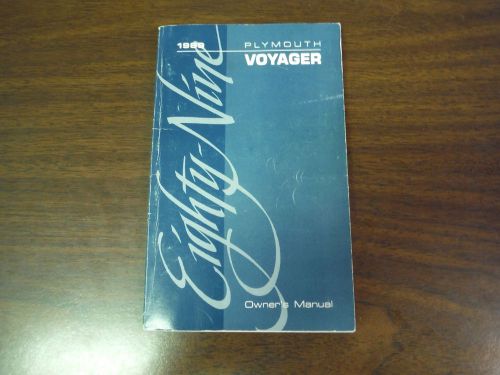 1989
PLYMOUTH
VOYAGER
Eighty-Nine
Owner's Manual